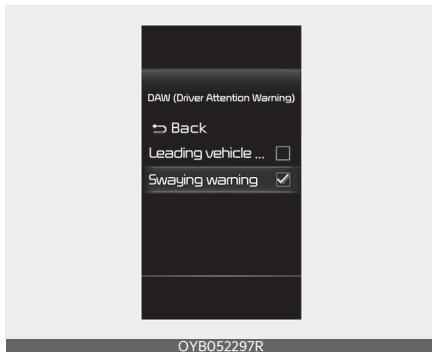 DAW (Driver Attention Warning)
Back
Leading vehicle ...
Swaying warning
OYB052297R